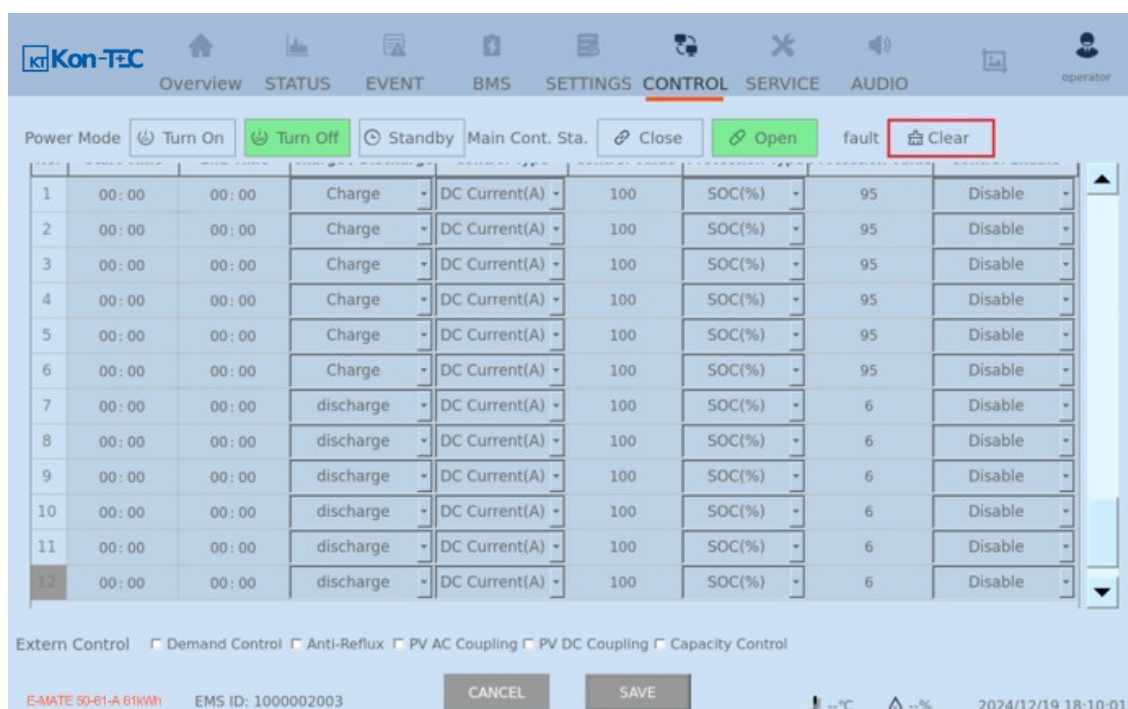 KT Kon-TEC
Overview STATUS EVENT BMS SETTINGS CONTROL SERVICE AUDIO operator
Power Mode Turn On Turn Off Standby Main Cont. Sta. Close Open fault Clear
1 00:00 00:00 Charge DC Current(A) 100 SOC(%) 95 Disable
2 00:00 00:00 Charge DC Current(A) 100 SOC(%) 95 Disable
3 00:00 00:00 Charge DC Current(A) 100 SOC(%) 95 Disable
4 00:00 00:00 Charge DC Current(A) 100 SOC(%) 95 Disable
5 00:00 00:00 Charge DC Current(A) 100 SOC(%) 95 Disable
6 00:00 00:00 Charge DC Current(A) 100 SOC(%) 95 Disable
7 00:00 00:00 discharge DC Current(A) 100 SOC(%) 6 Disable
8 00:00 00:00 discharge DC Current(A) 100 SOC(%) 6 Disable
9 00:00 00:00 discharge DC Current(A) 100 SOC(%) 6 Disable
10 00:00 00:00 discharge DC Current(A) 100 SOC(%) 6 Disable
11 00:00 00:00 discharge DC Current(A) 100 SOC(%) 6 Disable
12 00:00 00:00 discharge DC Current(A) 100 SOC(%) 6 Disable
Extern Control Demand Control Anti-Reflux PV AC Coupling PV DC Coupling Capacity Control
CANCEL SAVE
E-MATE 50-61-A 61kWh EMS ID: 1000002003 --°C --% 2024/12/19 18:10:01